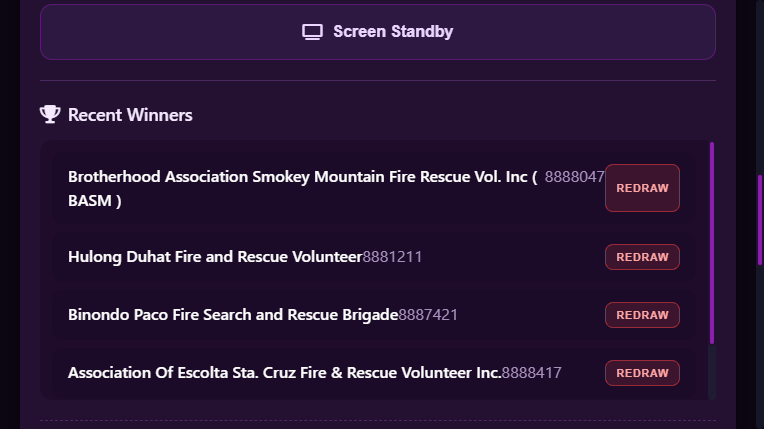 Screen Standby
Recent Winners
Brotherhood Association Smokey Mountain Fire Rescue Vol. Inc ( 8888047 REDRAW
BASM )
Hulong Duhat Fire and Rescue Volunteer8881211 REDRAW
Binondo Paco Fire Search and Rescue Brigade8887421 REDRAW
Association Of Escolta Sta. Cruz Fire & Rescue Volunteer Inc.8888417 REDRAW